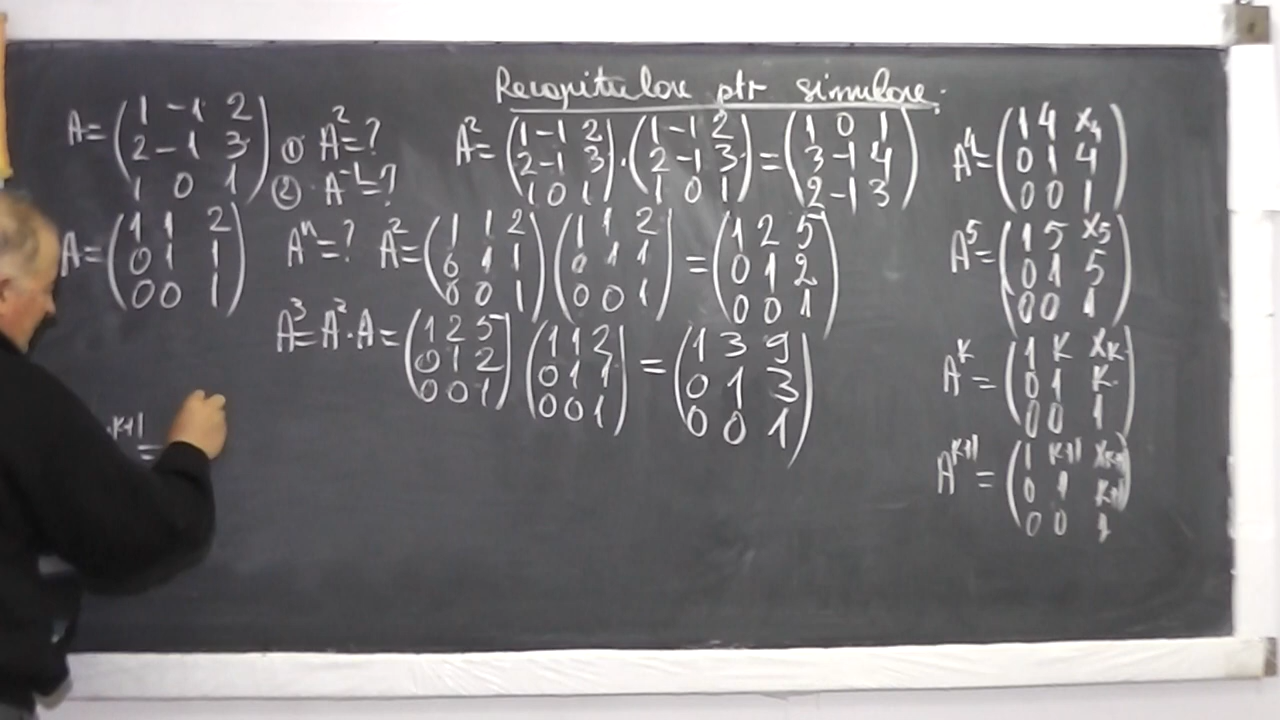 Recapitulare ptr simulare:
A = (1 -1 2
2 -1 3
1 0 1)
① A² = ?
② A⁻¹ = ?
A² = (1 -1 2
2 -1 3
1 0 1) · (1 -1 2
2 -1 3
1 0 1) = (1 0 1
3 -1 4
2 -1 3)
A = (1 1 2
0 1 1
0 0 1)
Aⁿ = ?
A² = (1 1 2
0 1 1
0 0 1) (1 1 2
0 1 1
0 0 1) = (1 2 5
0 1 2
0 0 1)
A³ = A² · A = (1 2 5
0 1 2
0 0 1) (1 1 2
0 1 1
0 0 1) = (1 3 9
0 1 3
0 0 1)
A⁴ = (1 4 x₄
0 1 4
0 0 1)
A⁵ = (1 5 x₅
0 1 5
0 0 1)
Aᴷ = (1 K xₖ
0 1 K
0 0 1)
Aᴷ⁺¹ = (1 K+1 xₖ₊₁
0 1 K+1
0 0 1)
K+1 =